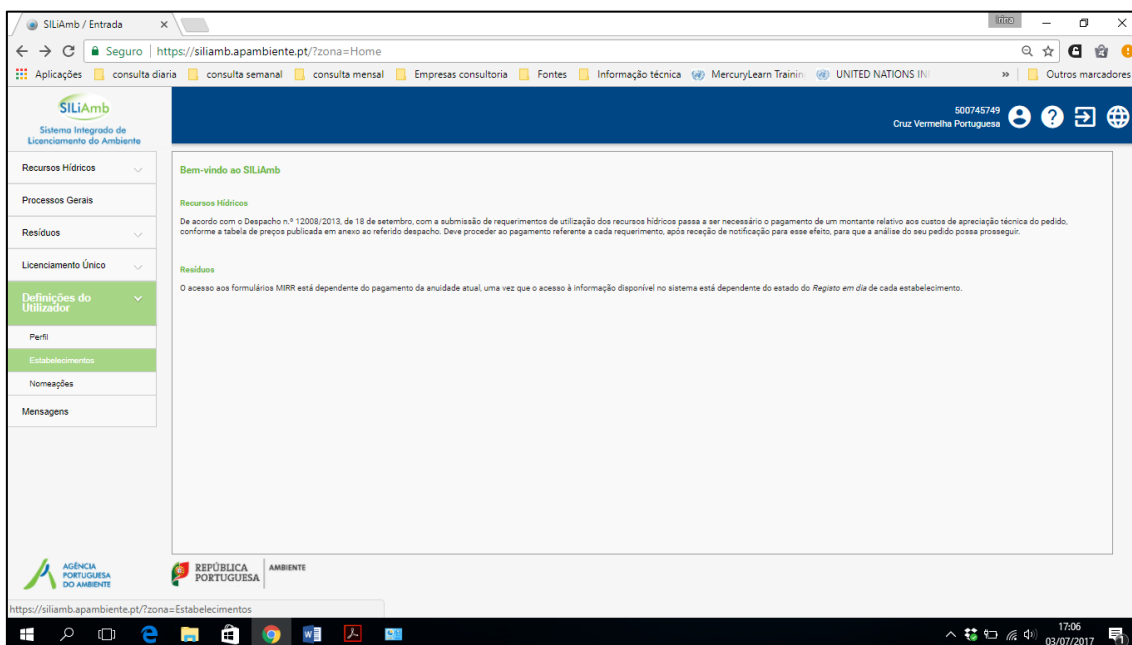 SILiAmb / Entrada
irina
Seguro | https://siliamb.apambiente.pt/?zona=Home
Aplicações consulta diaria consulta semanal consulta mensal Empresas consultoria Fontes Informação técnica MercuryLearn Trainin UNITED NATIONS IN » Outros marcadores
SILiAmb
Sistema Integrado de
Licenciamento do Ambiente
500745749
Cruz Vermelha Portuguesa
Recursos Hídricos
Processos Gerais
Resíduos
Licenciamento Único
Definições do
Utilizador
Perfil
Estabelecimentos
Nomeações
Mensagens
Bem-vindo ao SILiAmb
Recursos Hídricos
De acordo com o Despacho n.º 12008/2013, de 18 de setembro, com a submissão de requerimentos de utilização dos recursos hídricos passa a ser necessário o pagamento de um montante relativo aos custos de apreciação técnica do pedido,
conforme a tabela de preços publicada em anexo ao referido despacho. Deve proceder ao pagamento referente a cada requerimento, após receção de notificação para esse efeito, para que a análise do seu pedido possa prosseguir.
Resíduos
O acesso aos formulários MIRR está dependente do pagamento da anuidade atual, uma vez que o acesso à informação disponível no sistema está dependente do estado do Registo em dia de cada estabelecimento.
AGÊNCIA
PORTUGUESA
DO AMBIENTE
REPÚBLICA
PORTUGUESA
AMBIENTE
https://siliamb.apambiente.pt/?zona=Estabelecimentos
17:06
03/07/2017